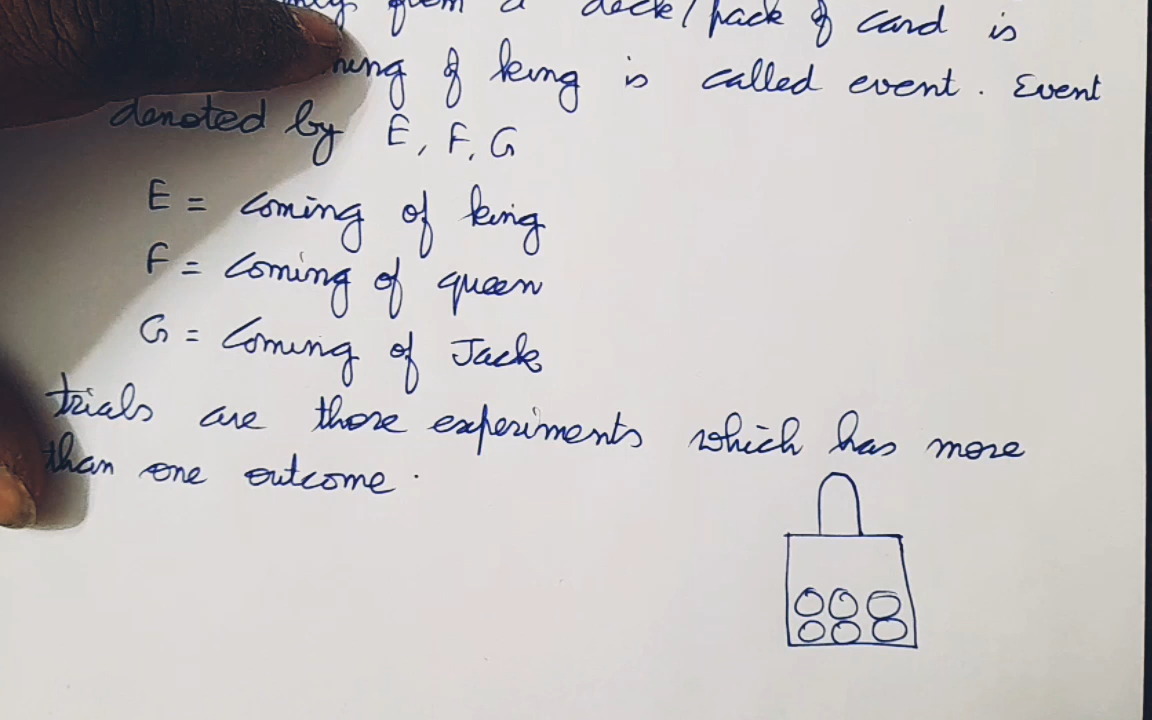 a deck/pack of card is
of king is called event. Event
denoted by E, F, G
E = Coming of king
F = Coming of queen
G = Coming of Jack
trials are those experiments which has more
than one outcome.